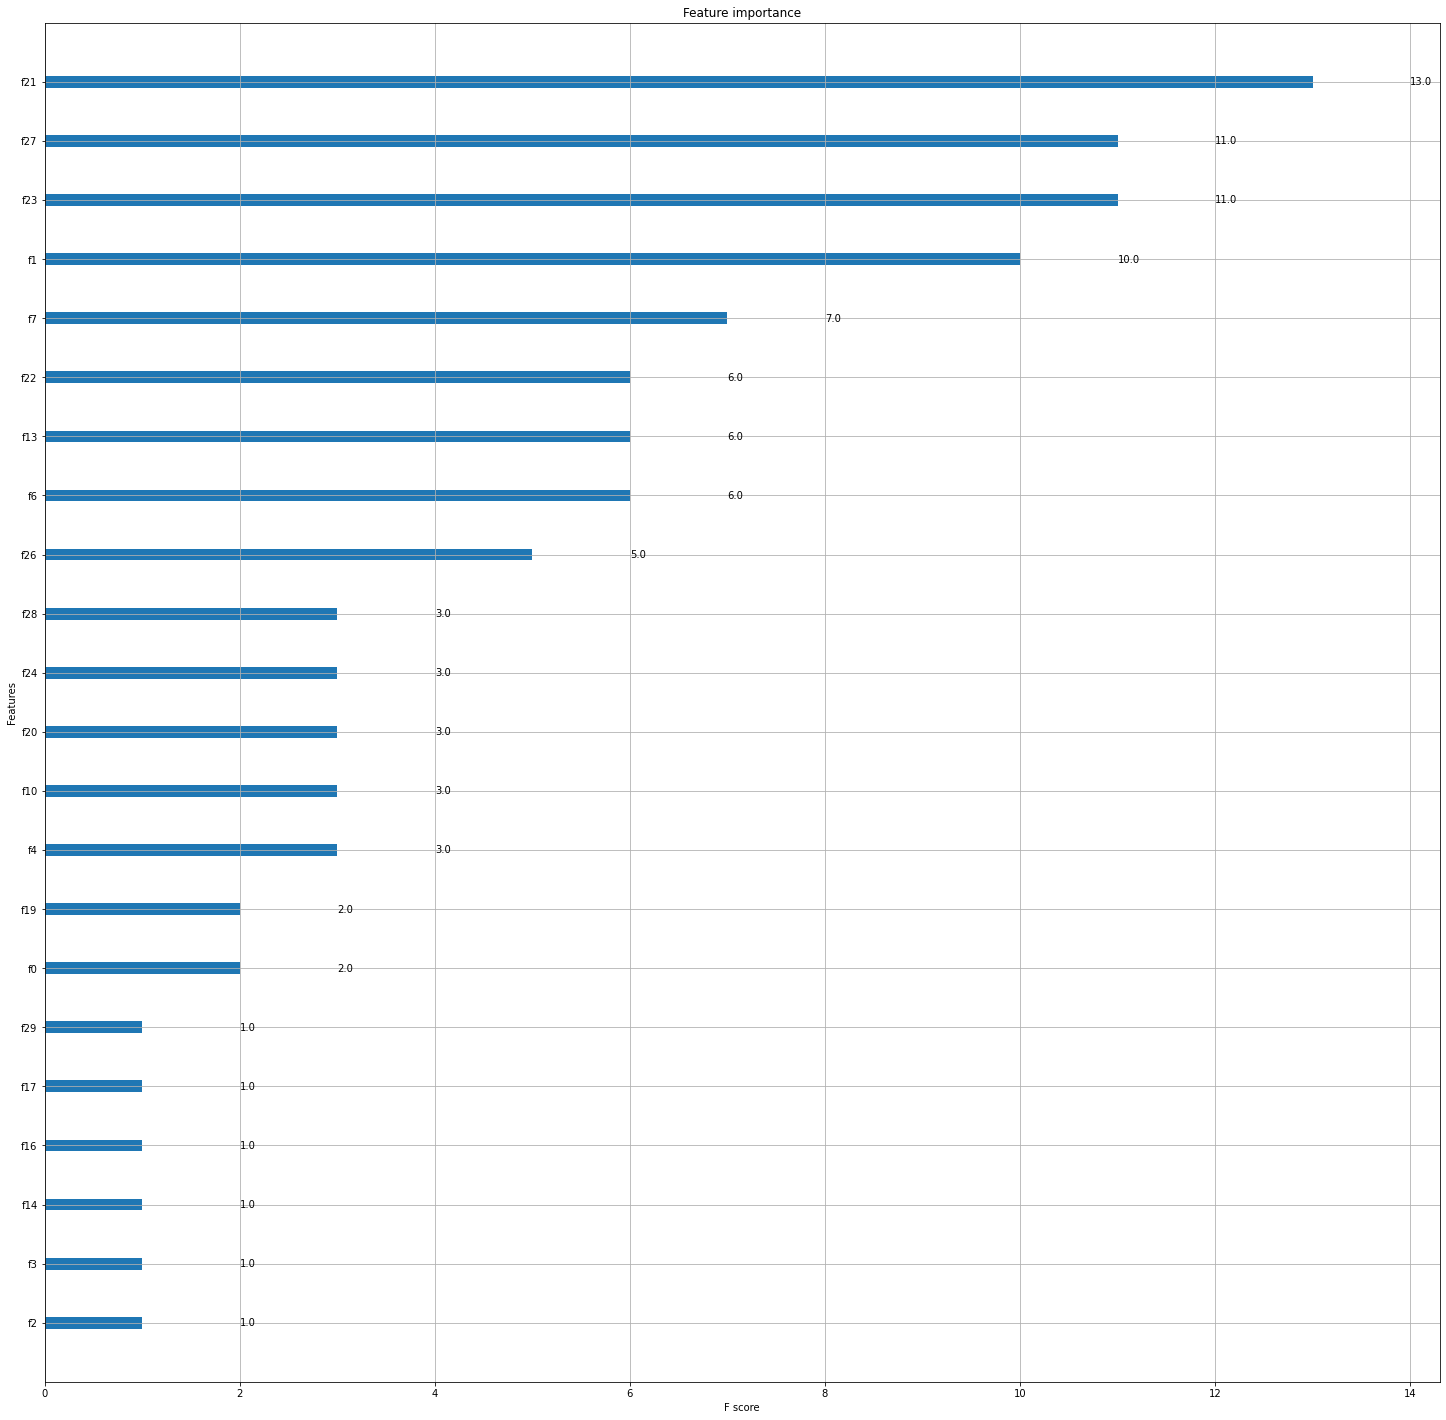 Feature importance
f21 13.0
f27 11.0
f23 11.0
f1 10.0
f7 7.0
f22 6.0
f13 6.0
f6 6.0
f26 5.0
f28 3.0
f24 3.0
Features
f20 3.0
f10 3.0
f4 3.0
f19 2.0
f0 2.0
f29 1.0
f17 1.0
f16 1.0
f14 1.0
f3 1.0
f2 1.0
0 2 4 6 8 10 12 14
F score